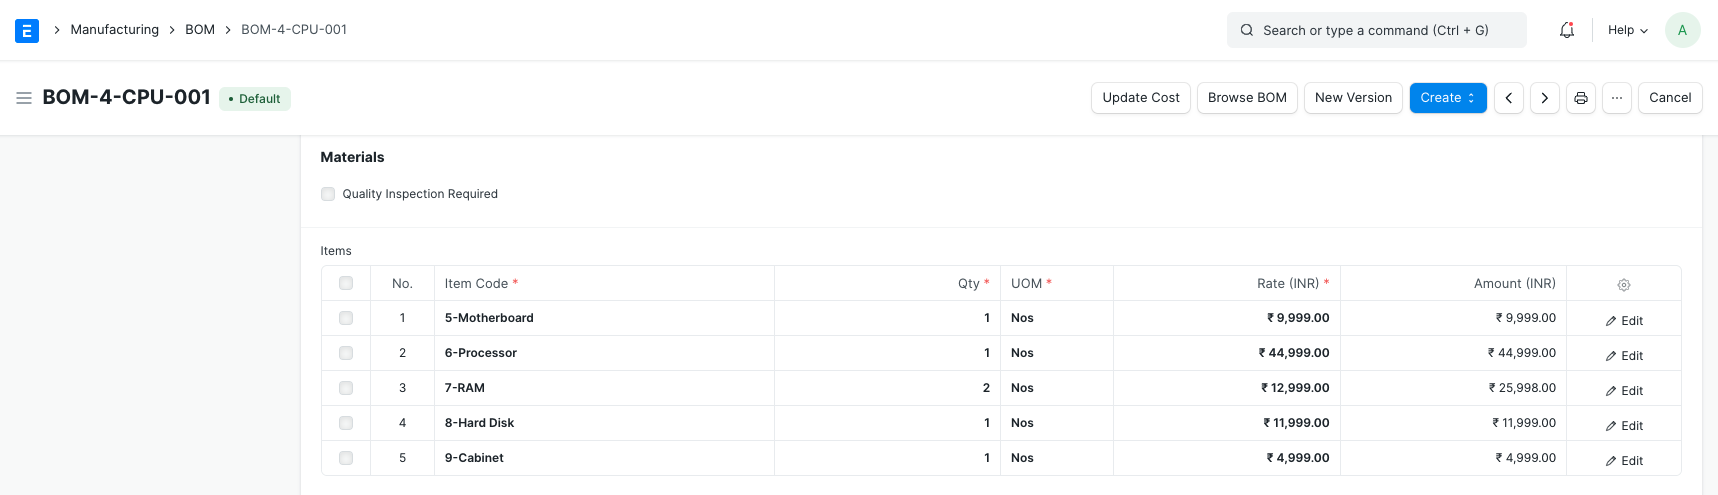 E > Manufacturing > BOM > BOM-4-CPU-001 Search or type a command (Ctrl + G) Help A
BOM-4-CPU-001 • Default Update Cost Browse BOM New Version Create < > ··· Cancel
Materials
Quality Inspection Required
Items
No. Item Code * Qty * UOM * Rate (INR) * Amount (INR)
1 5-Motherboard 1 Nos ₹ 9,999.00 ₹ 9,999.00 Edit
2 6-Processor 1 Nos ₹ 44,999.00 ₹ 44,999.00 Edit
3 7-RAM 2 Nos ₹ 12,999.00 ₹ 25,998.00 Edit
4 8-Hard Disk 1 Nos ₹ 11,999.00 ₹ 11,999.00 Edit
5 9-Cabinet 1 Nos ₹ 4,999.00 ₹ 4,999.00 Edit